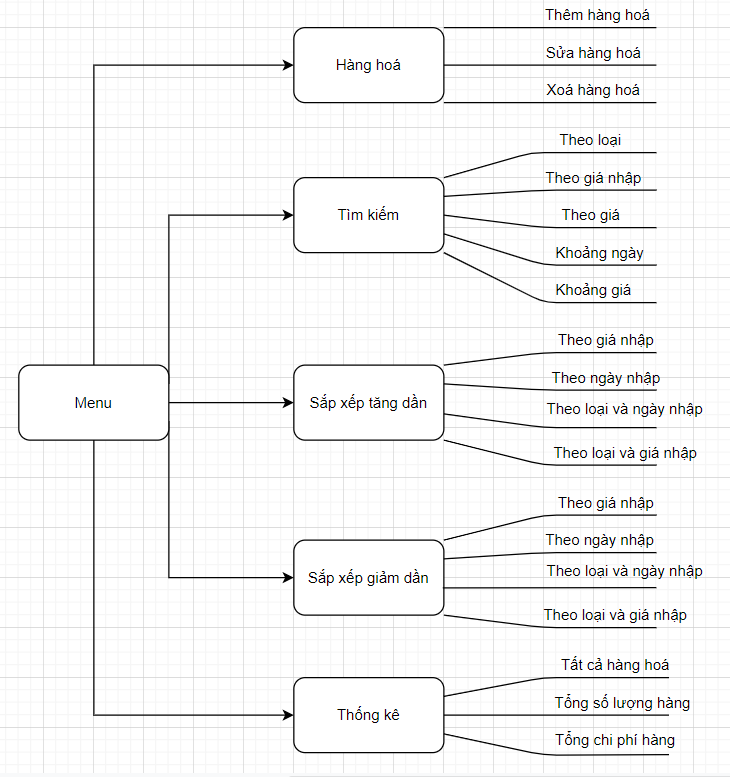 Menu
Hàng hoá
Thêm hàng hoá
Sửa hàng hoá
Xoá hàng hoá
Tìm kiếm
Theo loại
Theo giá nhập
Theo giá
Khoảng ngày
Khoảng giá
Sắp xếp tăng dần
Theo giá nhập
Theo ngày nhập
Theo loại và ngày nhập
Theo loại và giá nhập
Sắp xếp giảm dần
Theo giá nhập
Theo ngày nhập
Theo loại và ngày nhập
Theo loại và giá nhập
Thống kê
Tất cả hàng hoá
Tổng số lượng hàng
Tổng chi phí hàng